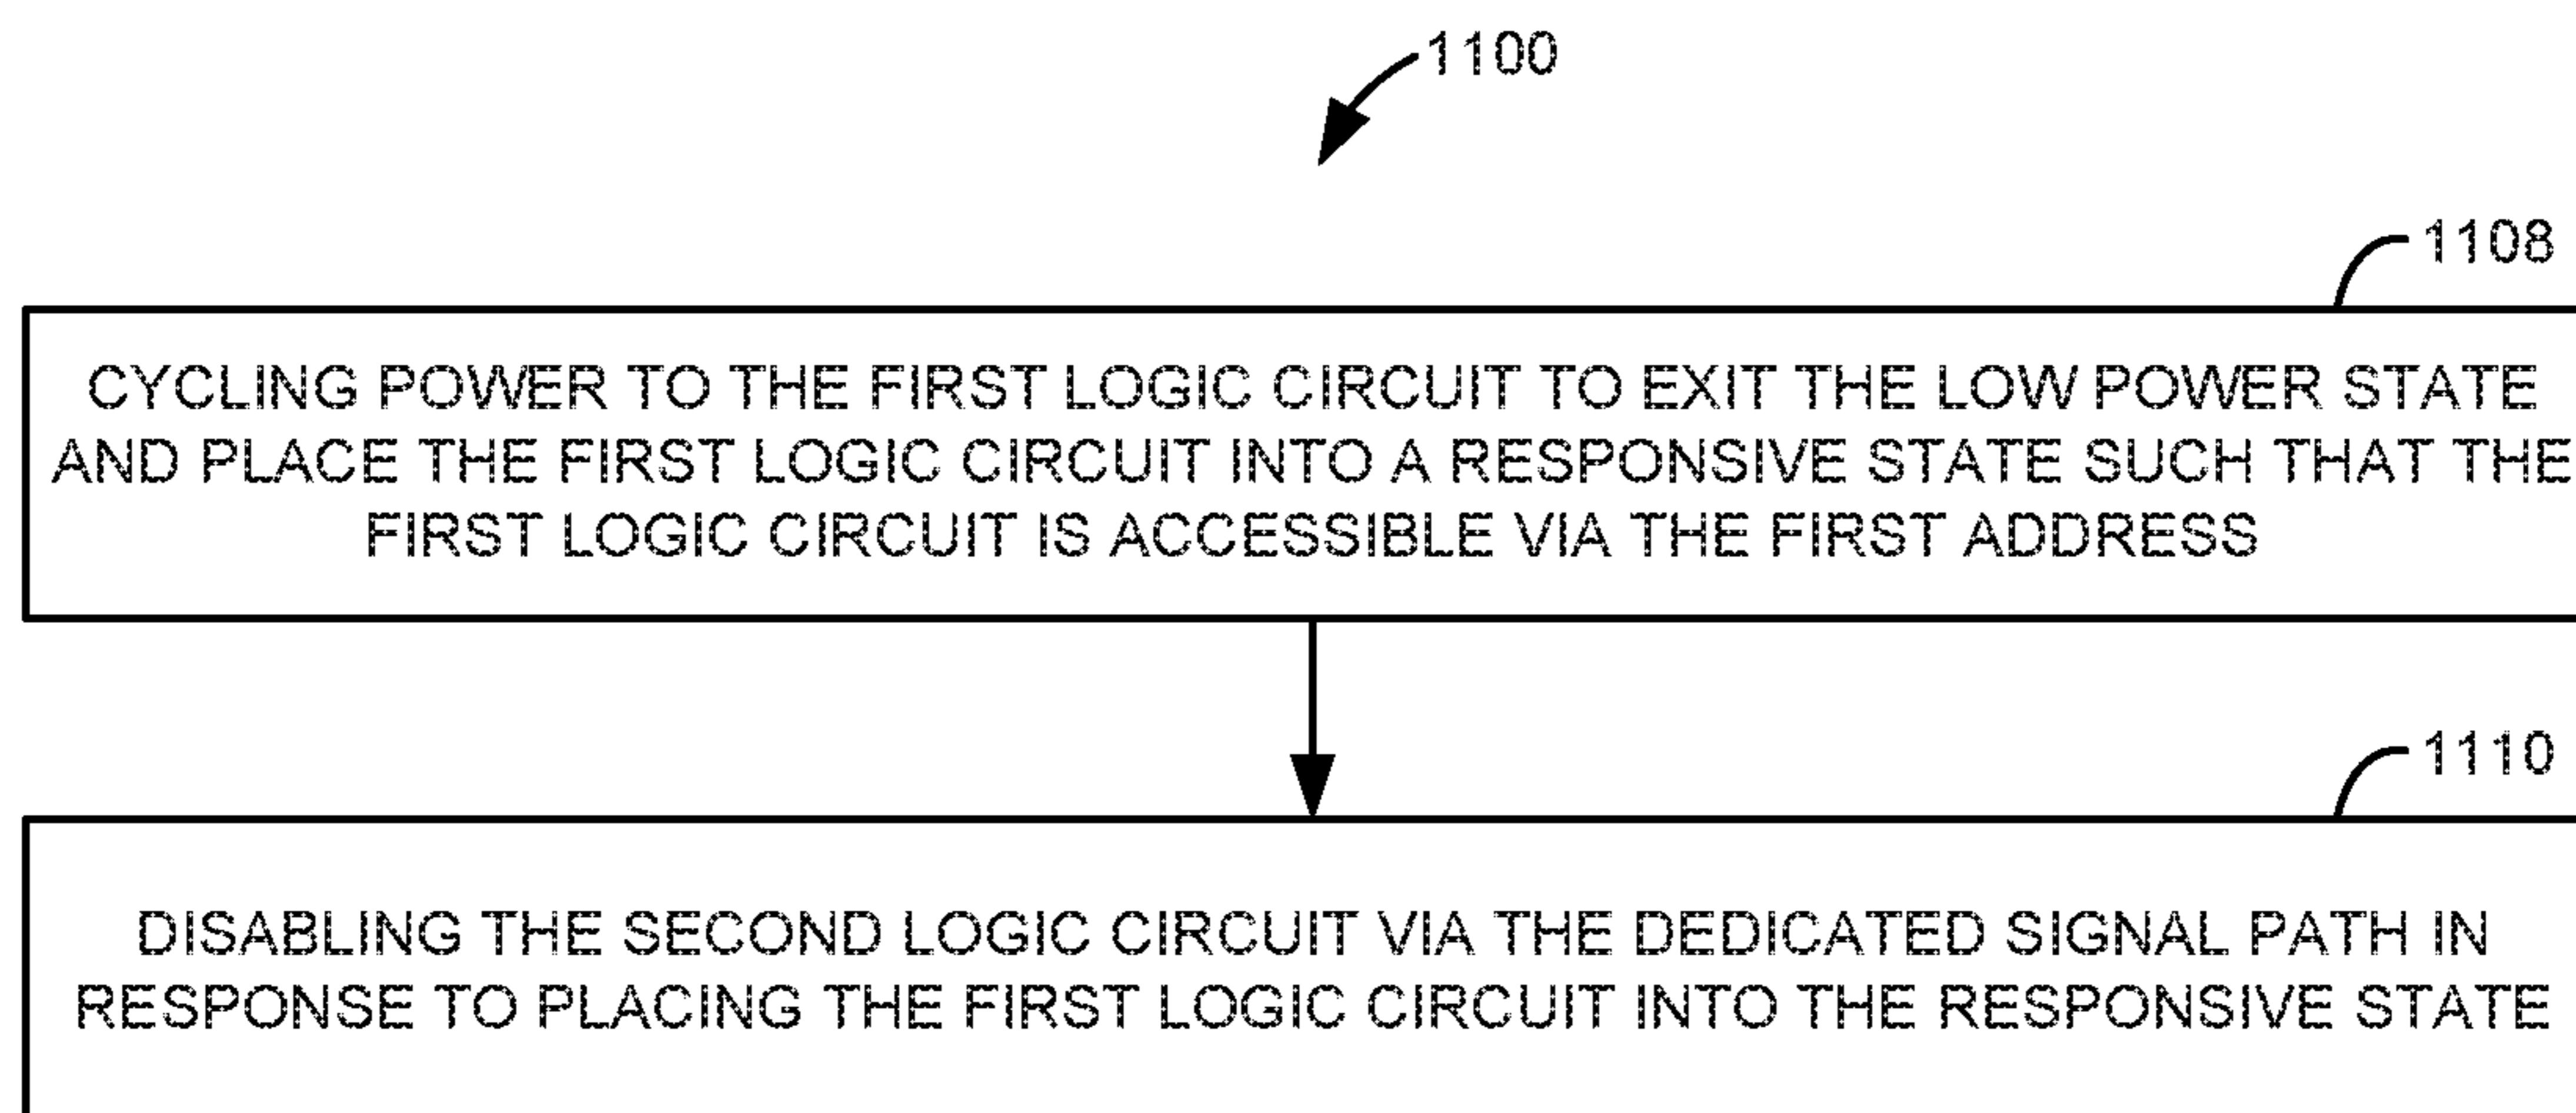 1100
1108
CYCLING POWER TO THE FIRST LOGIC CIRCUIT TO EXIT THE LOW POWER STATE
AND PLACE THE FIRST LOGIC CIRCUIT INTO A RESPONSIVE STATE SUCH THAT THE
FIRST LOGIC CIRCUIT IS ACCESSIBLE VIA THE FIRST ADDRESS
1110
DISABLING THE SECOND LOGIC CIRCUIT VIA THE DEDICATED SIGNAL PATH IN
RESPONSE TO PLACING THE FIRST LOGIC CIRCUIT INTO THE RESPONSIVE STATE